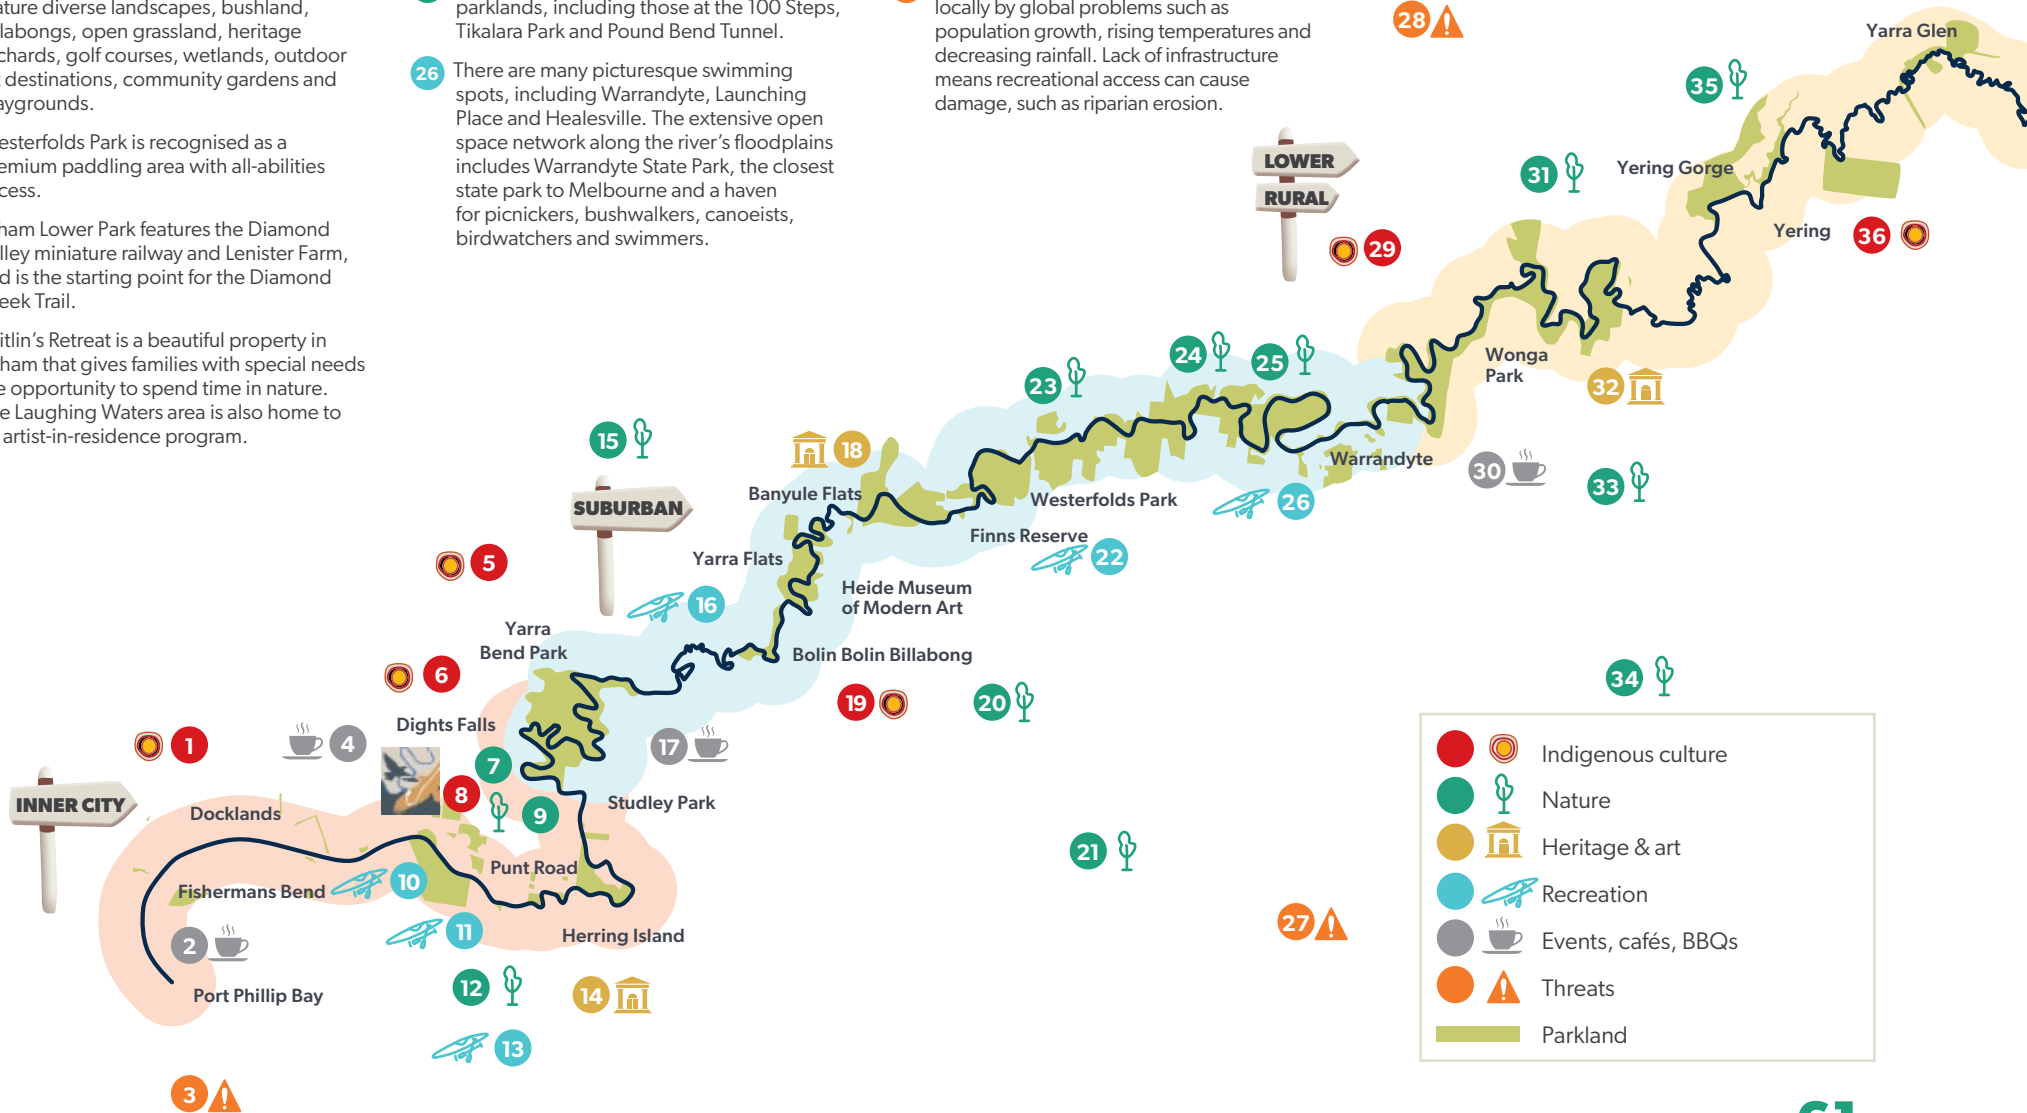 diverse landscapes, bushland,
open grassland, heritage
golf courses, wetlands, outdoor
destinations, community gardens and
Park is recognised as a
paddling area with all-abilities
Lower Park features the Diamond
miniature railway and Lenister Farm,
is the starting point for the Diamond
Trail.
Retreat is a beautiful property in
that gives families with special needs
opportunity to spend time in nature.
Laughing Waters area is also home to
artist-in-residence program.
parklands, including those at the 100 Steps,
Tikalara Park and Pound Bend Tunnel.
26 There are many picturesque swimming
spots, including Warrandyte, Launching
Place and Healesville. The extensive open
space network along the river's floodplains
includes Warrandyte State Park, the closest
state park to Melbourne and a haven
for picnickers, bushwalkers, canoeists,
birdwatchers and swimmers.
locally by global problems such as
population growth, rising temperatures and
decreasing rainfall. Lack of infrastructure
means recreational access can cause
damage, such as riparian erosion.
28
Yarra Glen
35
LOWER
RURAL
31
Yering Gorge
29
Yering
36
24
25
Wonga
Park
23
32
15
18
Warrandyte
30
33
SUBURBAN
Banyule Flats
Westerfolds Park
26
Finns Reserve
22
5
Yarra Flats
16
Heide Museum
of Modern Art
Yarra
Bend Park
Bolin Bolin Billabong
6
19
20
34
Dights Falls
1
4
17
7
8
9
INNER CITY
Docklands
Studley Park
21
Punt Road
Fishermans Bend
10
11
Herring Island
27
2
Port Phillip Bay
12
14
13
3
Indigenous culture
Nature
Heritage & art
Recreation
Events, cafés, BBQs
Threats
Parkland